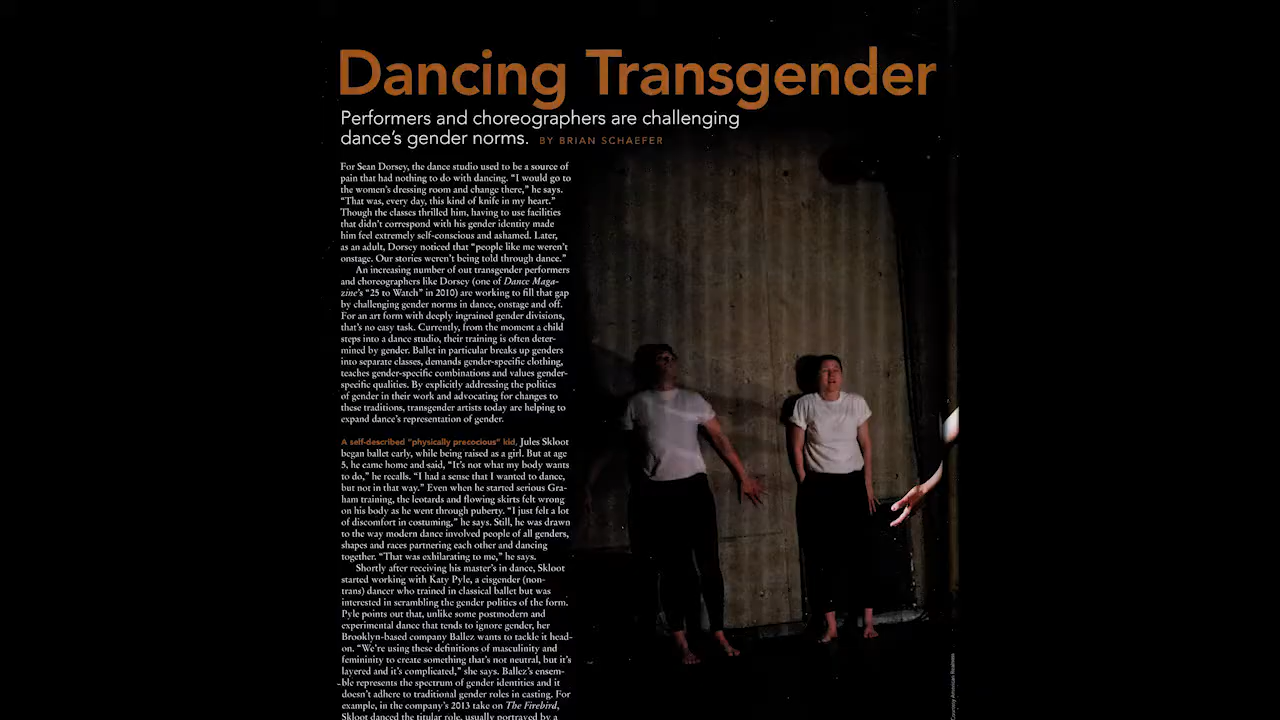 Dancing Transgender
Performers and choreographers are challenging
dance's gender norms. BY BRIAN SCHAEFER
For Sean Dorsey, the dance studio used to be a source of
pain that had nothing to do with dancing. “I would go to
the women's dressing room and change there,” he says.
“That was, every day, this kind of knife in my heart.”
Though the classes thrilled him, having to use facilities
that didn't correspond with his gender identity made
him feel extremely self-conscious and ashamed. Later,
as an adult, Dorsey noticed that “people like me weren't
onstage. Our stories weren't being told through dance.”
An increasing number of out transgender performers
and choreographers like Dorsey (one of Dance Maga-
zine's “25 to Watch” in 2010) are working to fill that gap
by challenging gender norms in dance, onstage and off.
For an art form with deeply ingrained gender divisions,
that's no easy task. Currently, from the moment a child
steps into a dance studio, their training is often deter-
mined by gender. Ballet in particular breaks up genders
into separate classes, demands gender-specific clothing,
teaches gender-specific combinations and values gender-
specific qualities. By explicitly addressing the politics
of gender in their work and advocating for changes to
these traditions, transgender artists today are helping to
expand dance's representation of gender.
A self-described “physically precocious” kid, Jules Skloot
began ballet early, while being raised as a girl. But at age
5, he came home and said, “It's not what my body wants
to do,” he recalls. “I had a sense that I wanted to dance,
but not in that way.” Even when he started serious Gra-
ham training, the leotards and flowing skirts felt wrong
on his body as he went through puberty. “I just felt a lot
of discomfort in costuming,” he says. Still, he was drawn
to the way modern dance involved people of all genders,
shapes and races partnering each other and dancing
together. “That was exhilarating to me,” he says.
Shortly after receiving his master's in dance, Skloot
started working with Katy Pyle, a cisgender (non-
trans) dancer who trained in classical ballet but was
interested in scrambling the gender politics of the form.
Pyle points out that, unlike some postmodern and
experimental dance that tends to ignore gender, her
Brooklyn-based company Ballez wants to tackle it head-
on. “We're using these definitions of masculinity and
femininity to create something that's not neutral, but it's
layered and it's complicated,” she says. Ballez's ensem-
ble represents the spectrum of gender identities and it
doesn't adhere to traditional gender roles in casting. For
example, in the company's 2013 take on The Firebird,
Skloot danced the titular role, usually portrayed by a
Courtesy American Realness